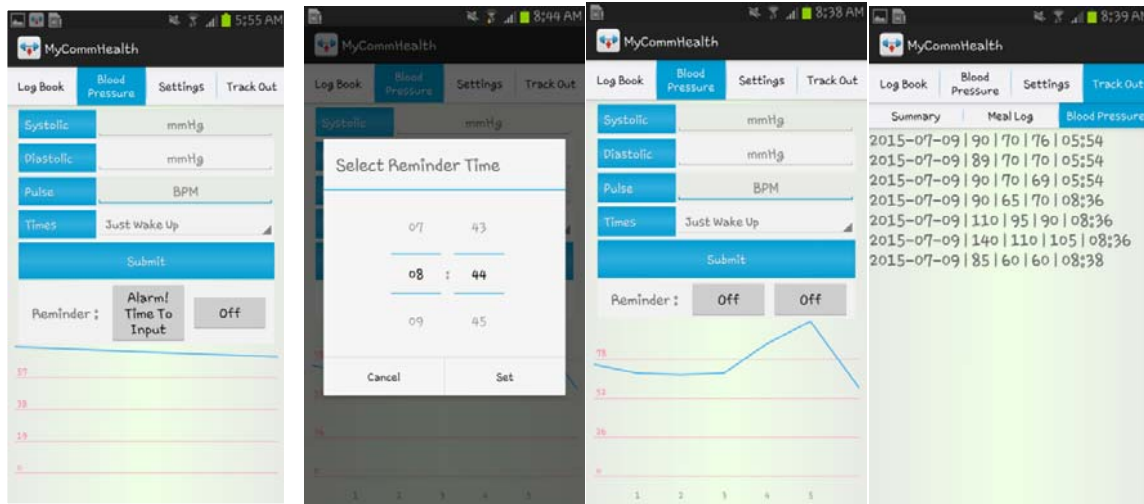 5:55 AM
MyCommHealth
Log Book Blood Pressure Settings Track Out
Systolic mmHg
Diastolic mmHg
Pulse BPM
Times Just Wake Up
Submit
Reminder : Alarm! Time To Input Off
57
38
19
0
8:44 AM
MyCommHealth
Log Book Blood Pressure Settings Track Out
Systolic mmHg
Select Reminder Time
07 43
08 : 44
09 45
Cancel Set
1 2 3 4 5
8:38 AM
MyCommHealth
Log Book Blood Pressure Settings Track Out
Systolic mmHg
Diastolic mmHg
Pulse BPM
Times Just Wake Up
Submit
Reminder : Off Off
78
52
26
0
1 2 3 4 5
8:39 AM
MyCommHealth
Log Book Blood Pressure Settings Track Out
Summary Meal Log Blood Pressure
2015-07-09|90|70|76|05:54
2015-07-09|89|70|70|05:54
2015-07-09|90|70|69|05:54
2015-07-09|90|65|70|08:36
2015-07-09|110|95|90|08:36
2015-07-09|140|110|105|08:36
2015-07-09|85|60|60|08:38